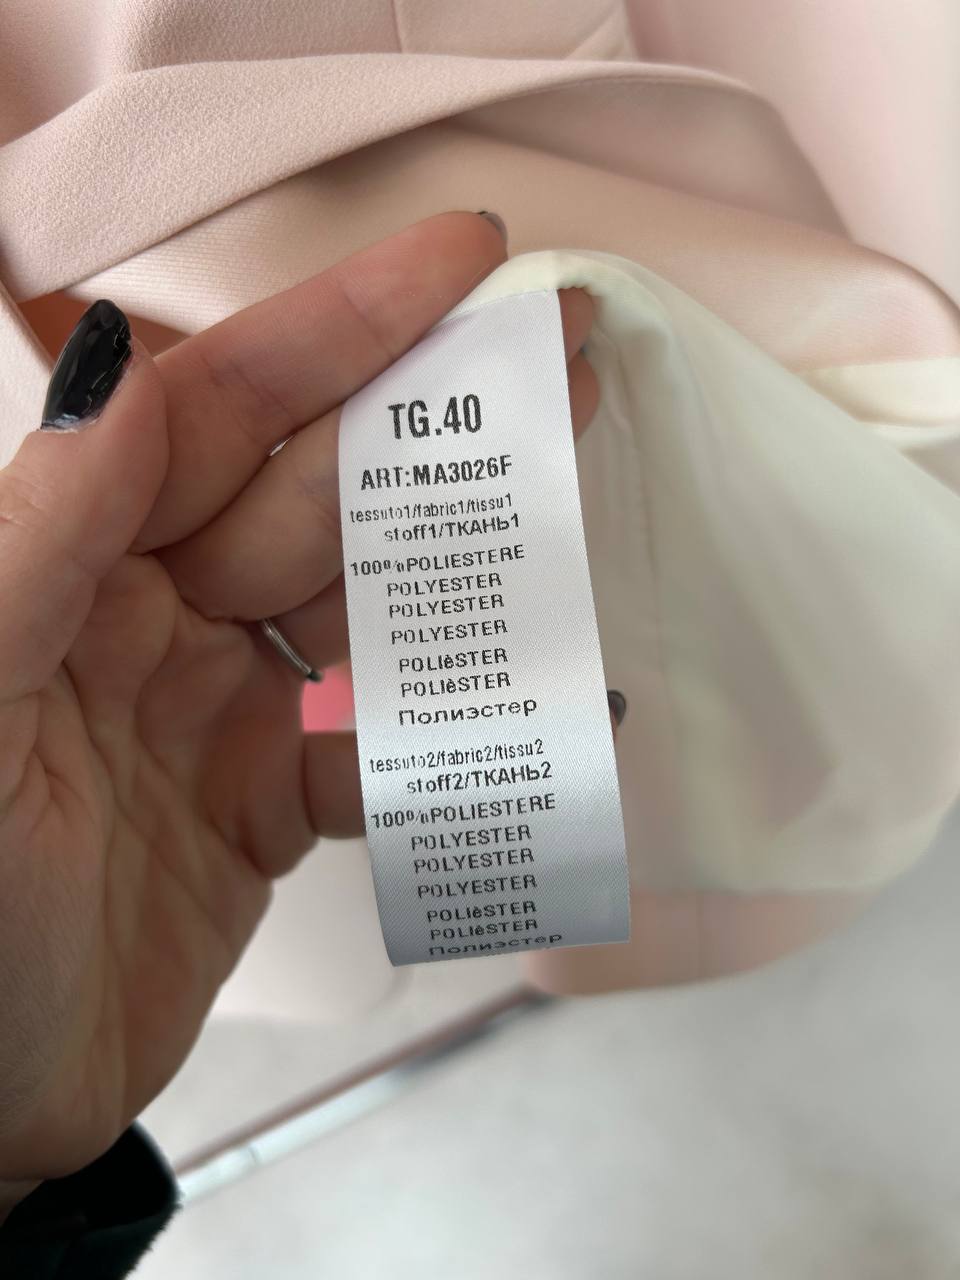 TG.40
ART:MA3026F
tessuto1/fabric1/tissu1
stoff1/ТКАНЬ1
100%POLIESTERE
POLYESTER
POLYESTER
POLYESTER
POLIèSTER
POLIèSTER
Полиэстер
tessuto2/fabric2/tissu2
stoff2/ТКАНЬ2
100%POLIESTERE
POLYESTER
POLYESTER
POLYESTER
POLIèSTER
POLIèSTER
Полиэстер